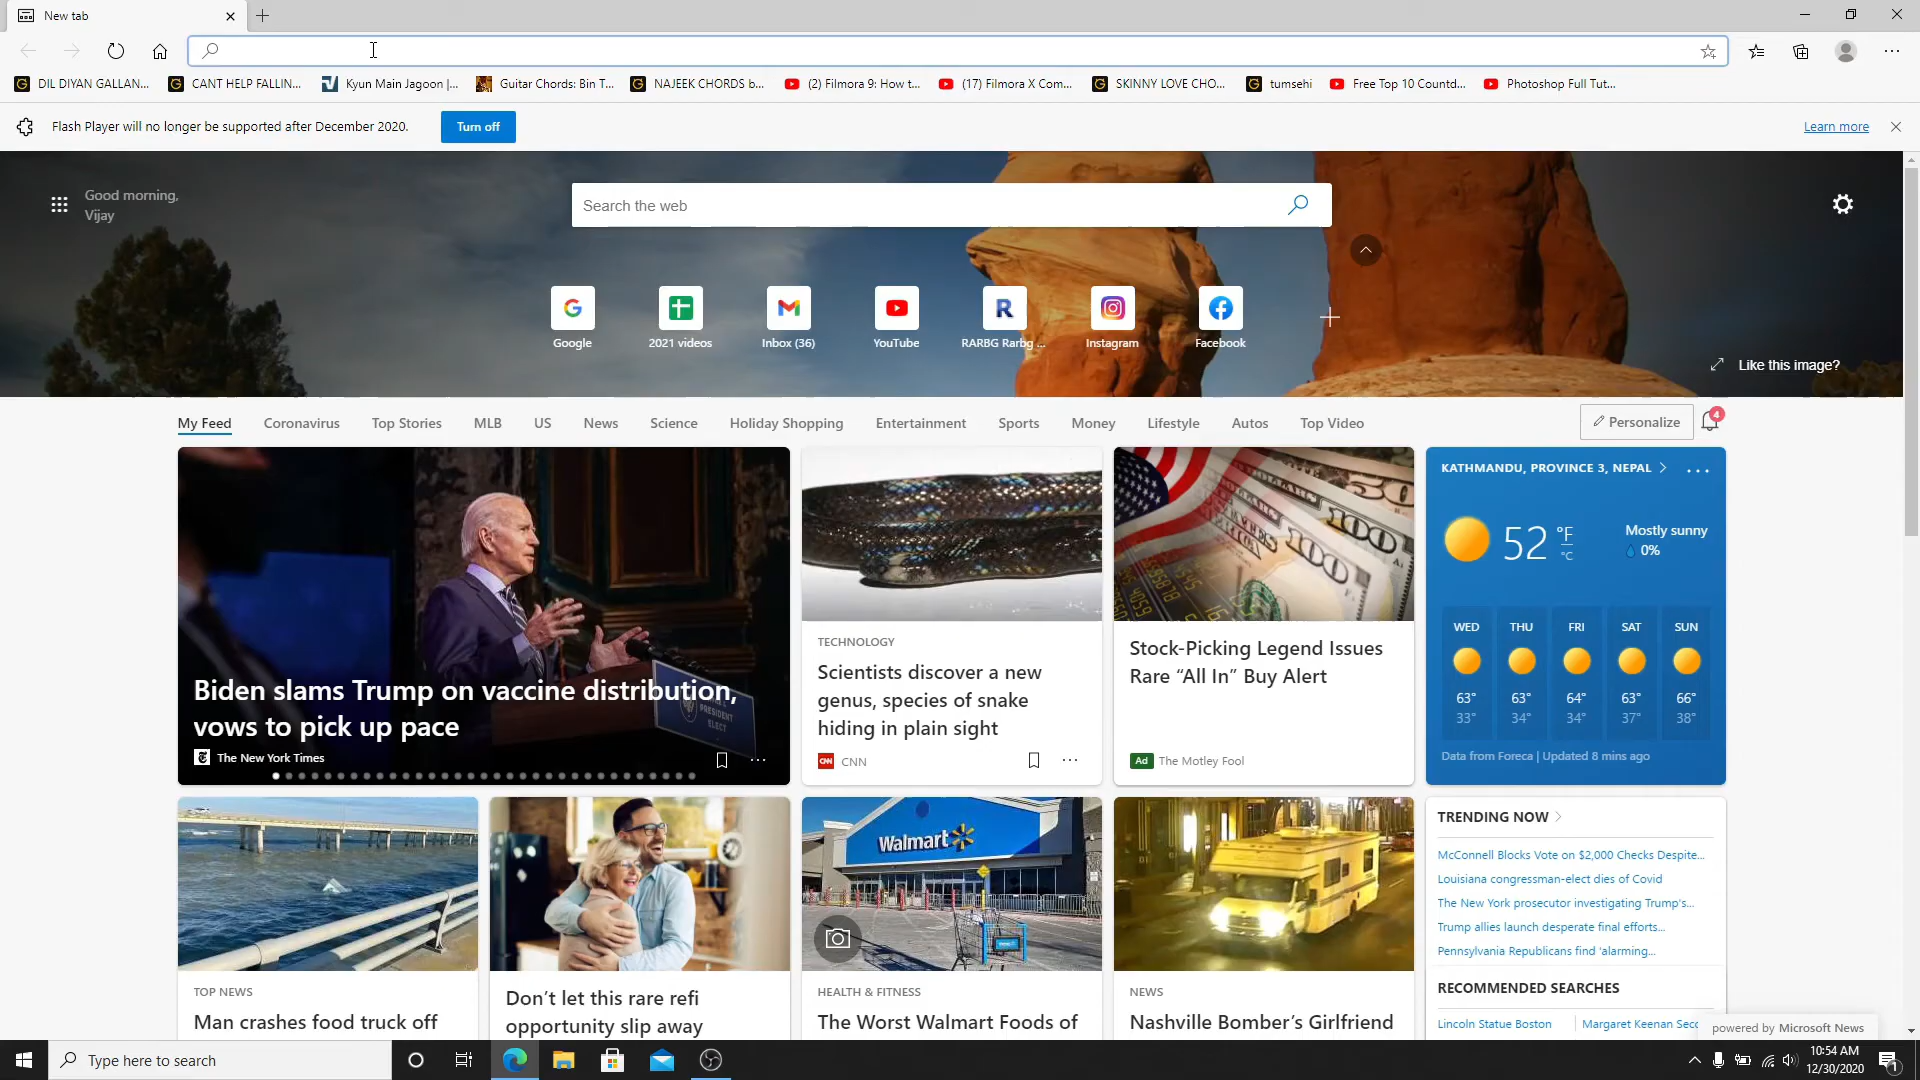 New tab
DIL DIYAN GALLAN...
CANT HELP FALLIN...
Kyun Main Jagoon |...
Guitar Chords: Bin T...
NAJEEK CHORDS b...
(2) Filmora 9: How t...
(17) Filmora X Com...
SKINNY LOVE CHO...
tumsehi
Free Top 10 Countd...
Photoshop Full Tut...
Flash Player will no longer be supported after December 2020.
Turn off
Learn more
Good morning,
Vijay
Search the web
Google
2021 videos
Inbox (36)
YouTube
RARBG Rarbg ...
Instagram
Facebook
Like this image?
My Feed
Coronavirus
Top Stories
MLB
US
News
Science
Holiday Shopping
Entertainment
Sports
Money
Lifestyle
Autos
Top Video
Personalize
4
Biden slams Trump on vaccine distribution,
vows to pick up pace
The New York Times
TECHNOLOGY
Scientists discover a new
genus, species of snake
hiding in plain sight
CNN
Stock-Picking Legend Issues
Rare “All In” Buy Alert
Ad The Motley Fool
KATHMANDU, PROVINCE 3, NEPAL
52 °F
°C
Mostly sunny
0%
WED THU FRI SAT SUN
63° 63° 64° 63° 66°
33° 34° 34° 37° 38°
Data from Foreca | Updated 8 mins ago
TOP NEWS
Man crashes food truck off
Don’t let this rare refi
opportunity slip away
Walmart
HEALTH & FITNESS
The Worst Walmart Foods of
NEWS
Nashville Bomber’s Girlfriend
TRENDING NOW
McConnell Blocks Vote on $2,000 Checks Despite...
Louisiana congressman-elect dies of Covid
The New York prosecutor investigating Trump's...
Trump allies launch desperate final efforts...
Pennsylvania Republicans find 'alarming...
RECOMMENDED SEARCHES
Lincoln Statue Boston
Margaret Keenan Secc
powered by Microsoft News
Type here to search
10:54 AM
12/30/2020
1